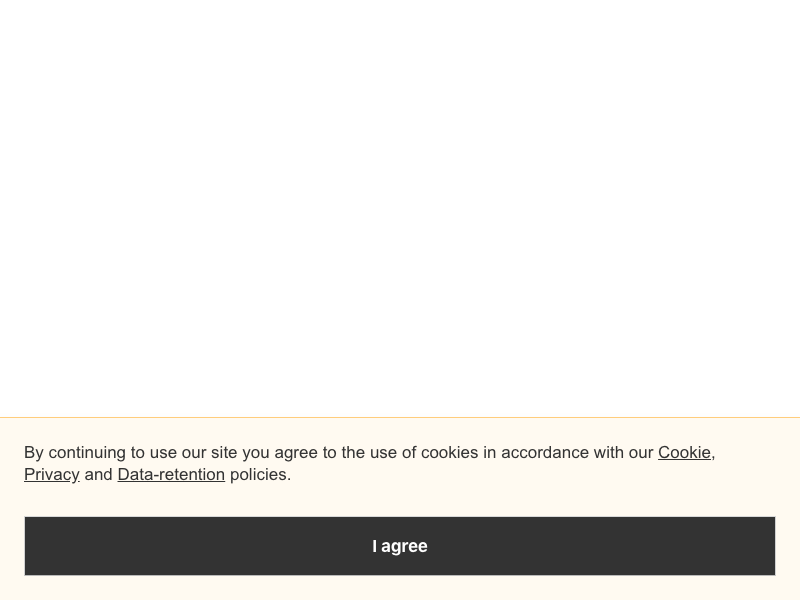 By continuing to use our site you agree to the use of cookies in accordance with our Cookie,
Privacy and Data-retention policies.
I agree